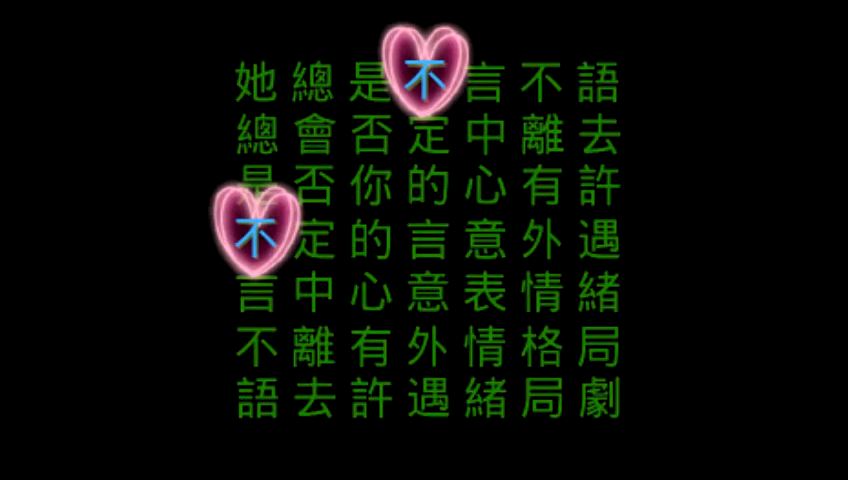 她總是不言不語
總會否定中離去
是否你的心有許
不定的言意外遇
言中心意表情緒
不離有外情格局
語去許遇緒局劇